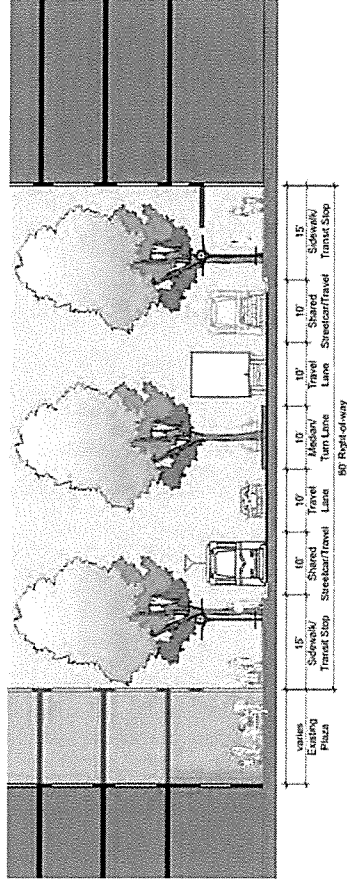 varies
Existing
Plaza
15'
Sidewalk/
Transit Stop
10'
Shared
Streetcar/Travel
10'
Travel
Lane
10'
Median/
Turn Lane
10'
Travel
Lane
10'
Shared
Streetcar/Travel
15'
Sidewalk/
Transit Stop
80' Right-of-way